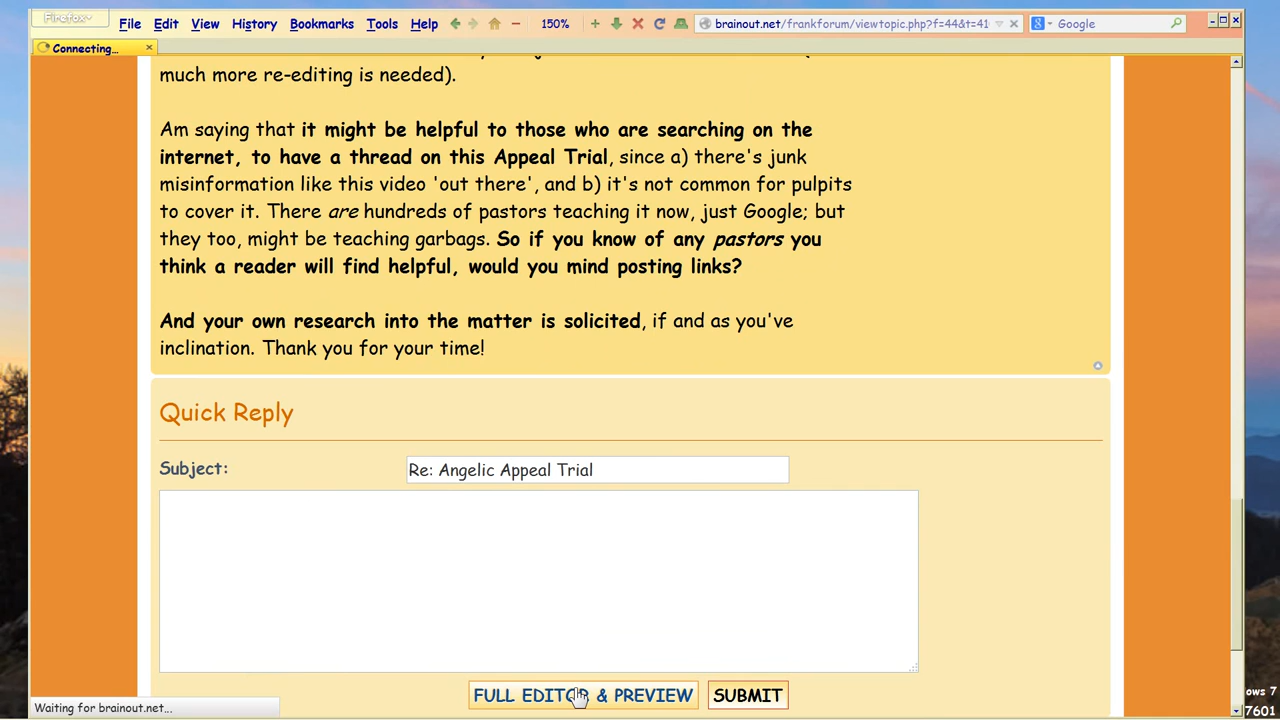 Firefox
File Edit View History Bookmarks Tools Help 150% brainout.net/frankforum/viewtopic.php?f=44&t=41 Google
Connecting...
much more re-editing is needed).
Am saying that it might be helpful to those who are searching on the
internet, to have a thread on this Appeal Trial, since a) there's junk
misinformation like this video 'out there', and b) it's not common for pulpits
to cover it. There are hundreds of pastors teaching it now, just Google; but
they too, might be teaching garbags. So if you know of any pastors you
think a reader will find helpful, would you mind posting links?
And your own research into the matter is solicited, if and as you've
inclination. Thank you for your time!
Quick Reply
Subject: Re: Angelic Appeal Trial
FULL EDITOR & PREVIEW SUBMIT
Waiting for brainout.net...
ows 7
7601